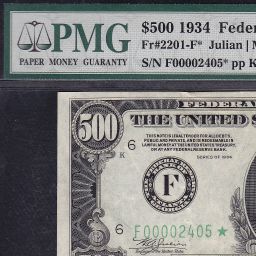 PMG
PAPER MONEY GUARANTY
$500 1934 Feder
Fr#2201-F* Julian | M
S/N F00002405* pp K
FEDERA
500
THE UNITED S
THIS NOTE IS LEGAL TENDER FOR ALL DEBTS,
PUBLIC AND PRIVATE, AND IS REDEEMABLE IN
LAWFUL MONEY AT THE UNITED STATES TREASURY,
OR AT ANY FEDERAL RESERVE BANK
6
K
SERIES OF 1934
F
6
F00002405 ★